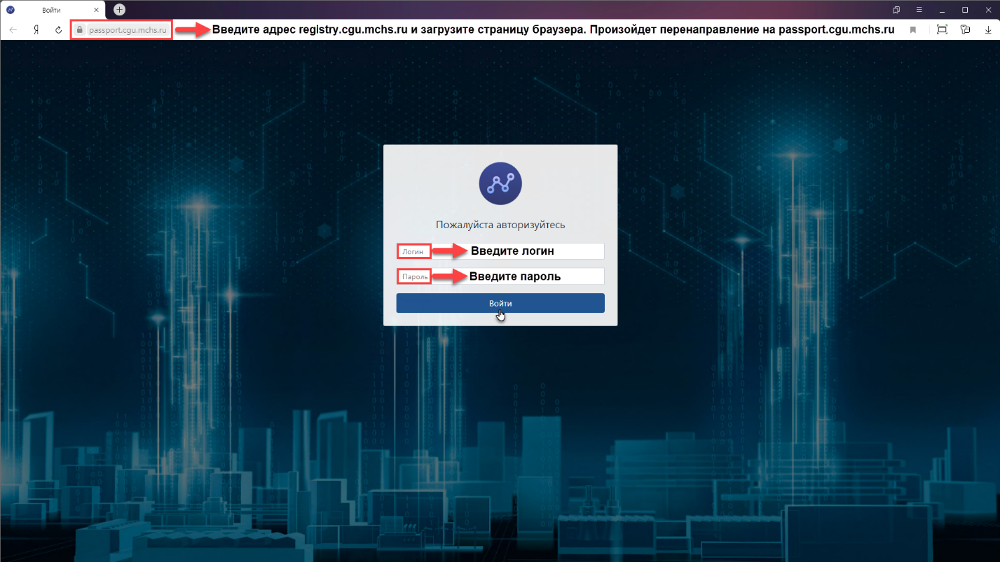 Войти
Я
passport.cgu.mchs.ru
Введите адрес registry.cgu.mchs.ru и загрузите страницу браузера. Произойдет перенаправление на passport.cgu.mchs.ru
Пожалуйста авторизуйтесь
Логин Введите логин
Пароль Введите пароль
Войти